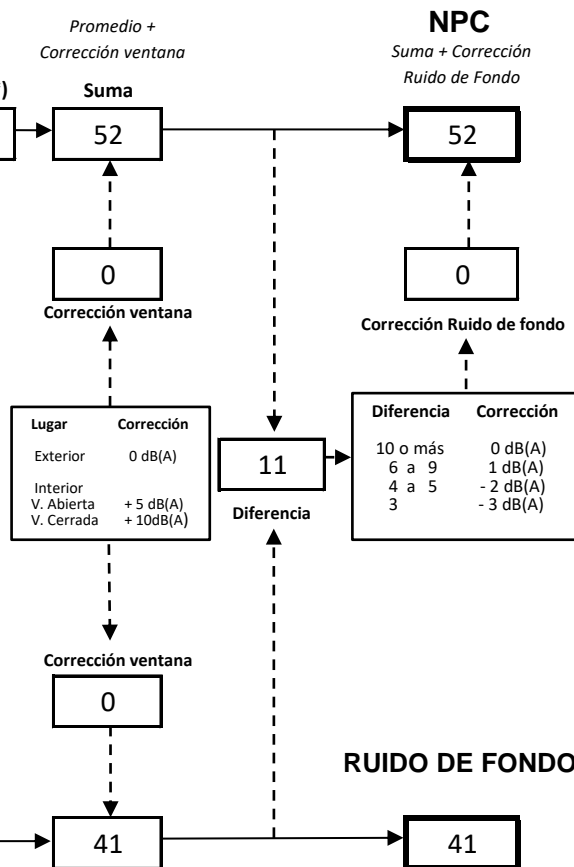 Promedio +
Corrección ventana
NPC
Suma + Corrección
Ruido de Fondo
)
Suma
52
52
0
0
Corrección ventana
Corrección Ruido de fondo
Lugar Corrección
Exterior 0 dB(A)
Interior
V. Abierta + 5 dB(A)
V. Cerrada + 10dB(A)
11
Diferencia
Diferencia Corrección
10 o más 0 dB(A)
6 a 9 1 dB(A)
4 a 5 - 2 dB(A)
3 - 3 dB(A)
Corrección ventana
0
RUIDO DE FONDO
41
41